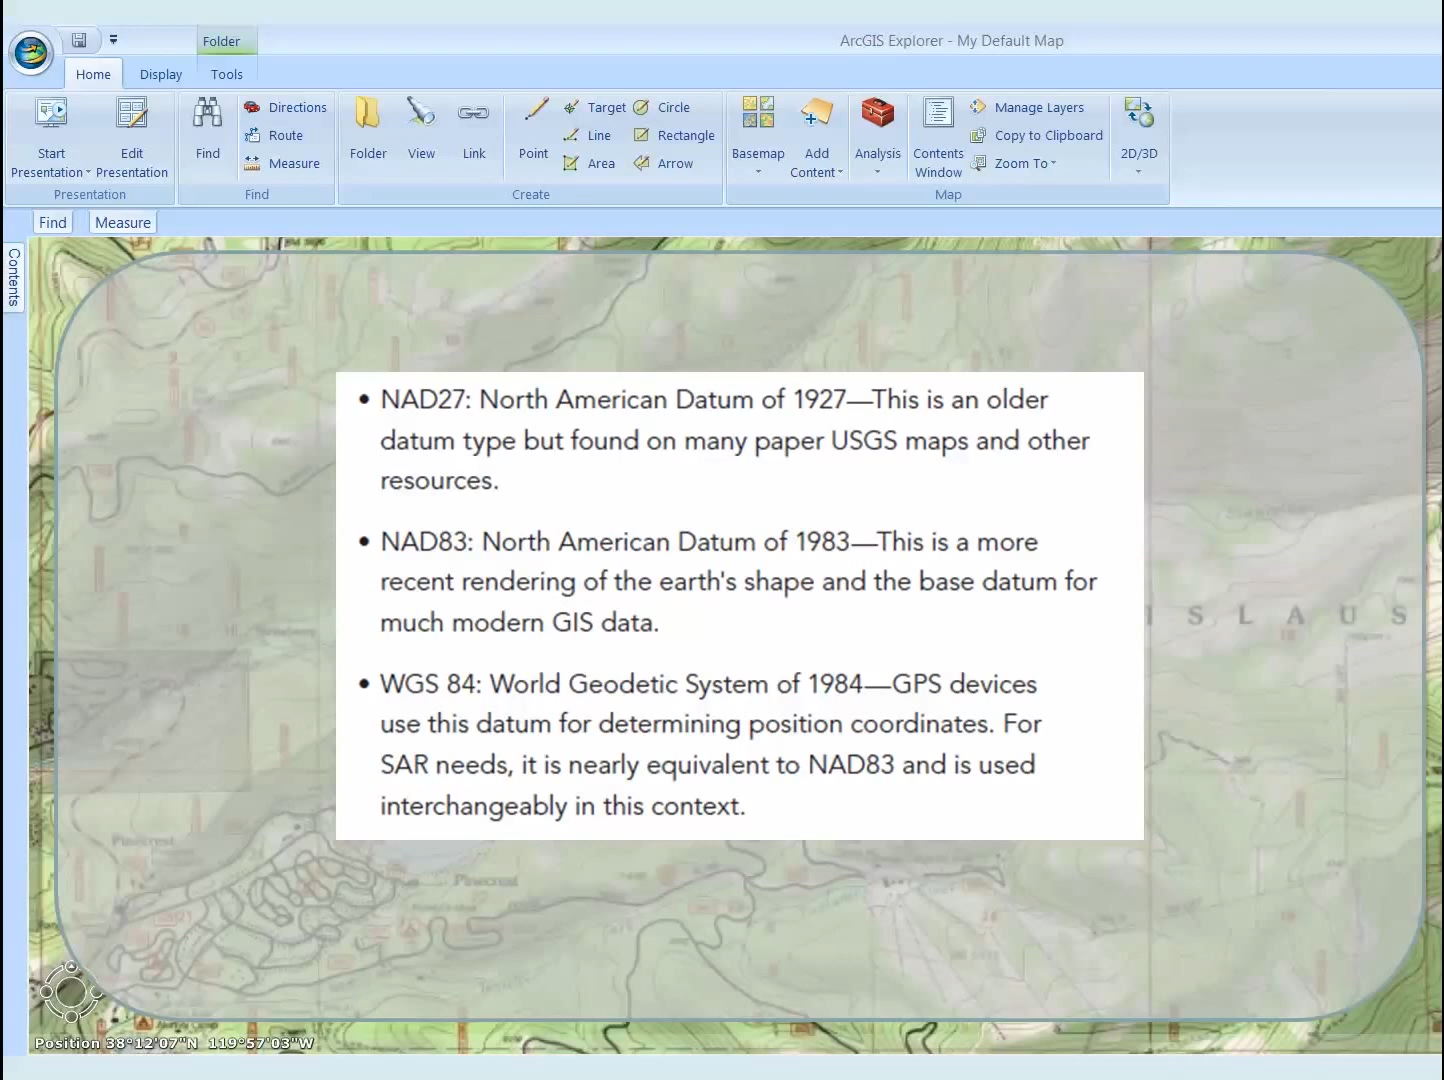 Folder
ArcGIS Explorer - My Default Map
Home
Display
Tools
Start Presentation
Edit Presentation
Presentation
Find
Directions
Route
Measure
Find
Folder
View
Link
Point
Target
Line
Area
Circle
Rectangle
Arrow
Create
Basemap
Add Content
Analysis
Contents Window
Manage Layers
Copy to Clipboard
Zoom To
Map
2D/3D
Find
Measure
Contents
• NAD27: North American Datum of 1927—This is an older
datum type but found on many paper USGS maps and other
resources.
• NAD83: North American Datum of 1983—This is a more
recent rendering of the earth's shape and the base datum for
much modern GIS data.
• WGS 84: World Geodetic System of 1984—GPS devices
use this datum for determining position coordinates. For
SAR needs, it is nearly equivalent to NAD83 and is used
interchangeably in this context.
I S L A U S
Pinecrest
Pinecrest
Position 38°12'07"N 119°57'03"W